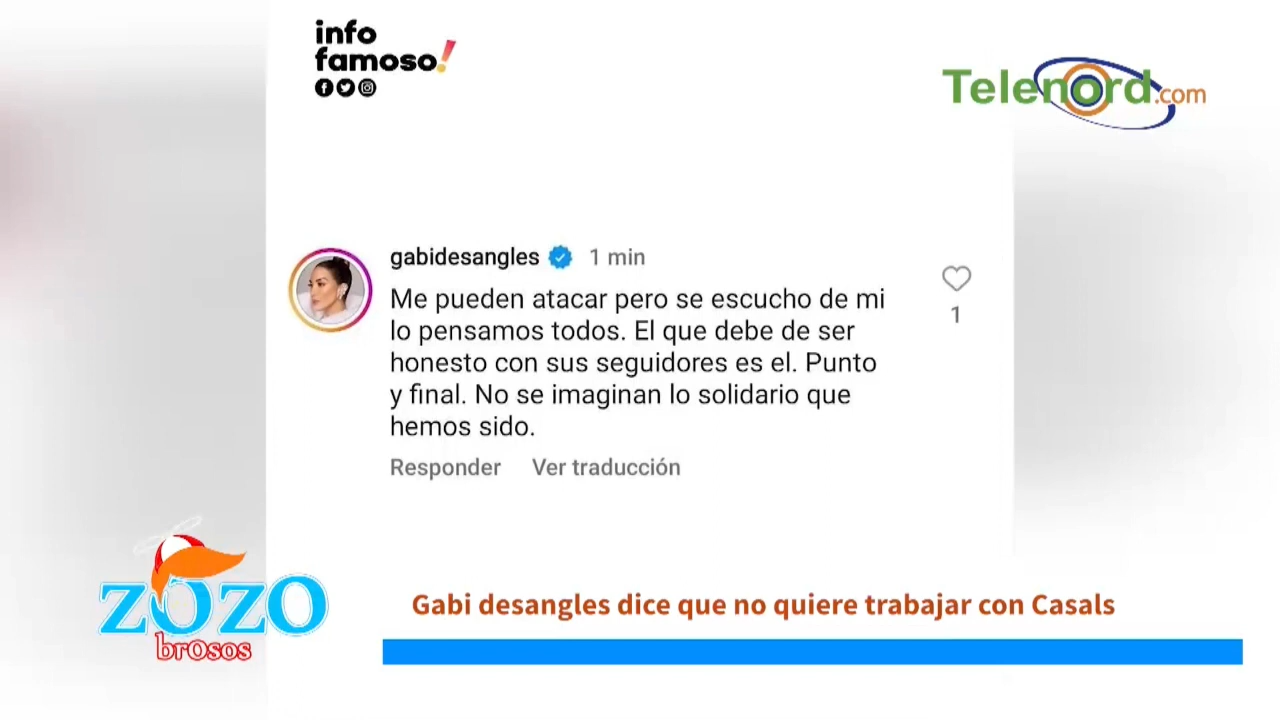 info
famoso!
Telenord.com
gabidesangles 1 min
Me pueden atacar pero se escucho de mi
lo pensamos todos. El que debe de ser
honesto con sus seguidores es el. Punto
y final. No se imaginan lo solidario que
hemos sido.
1
Responder Ver traducción
zozo
brosos
Gabi desangles dice que no quiere trabajar con Casals